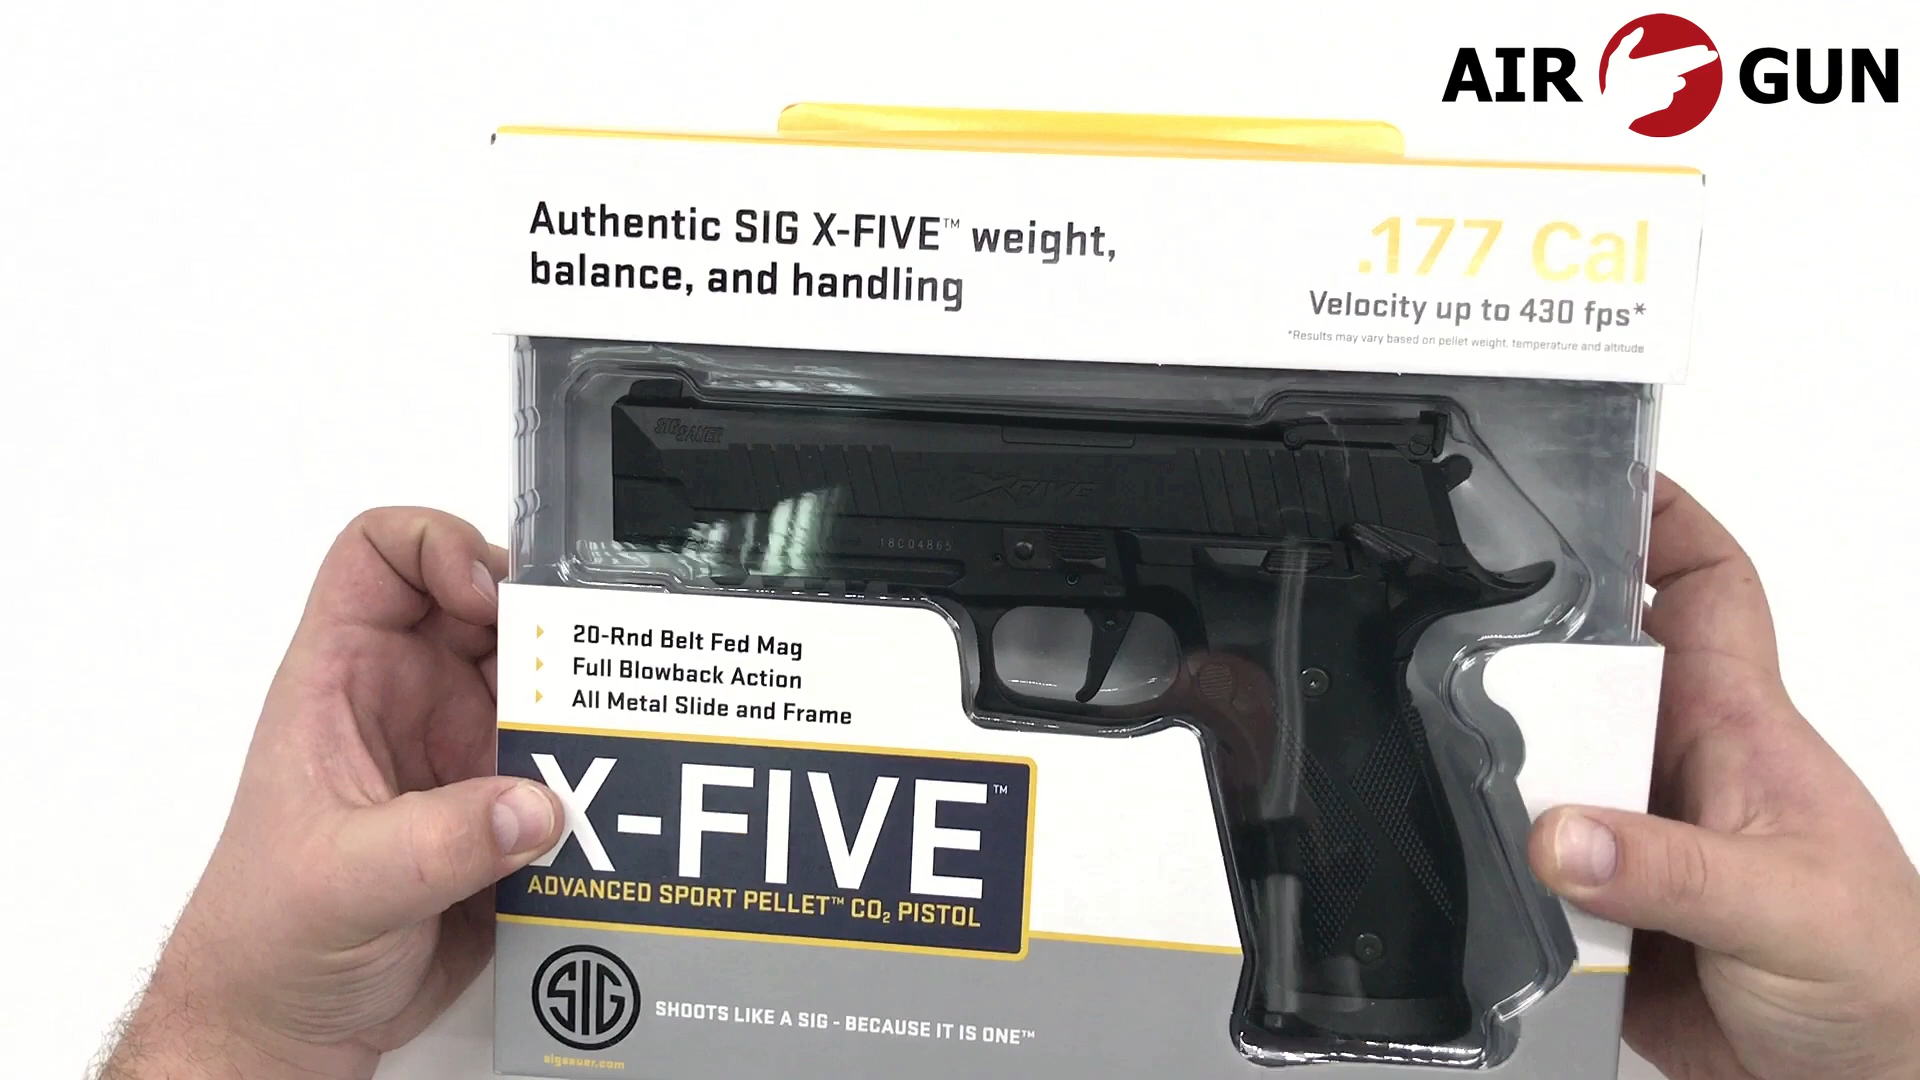 AIR GUN
Authentic SIG X-FIVE™ weight,
balance, and handling
.177 Cal
Velocity up to 430 fps*
*Results may vary based on pellet weight, temperature and altitude
SIG SAUER
X-FIVE
18C04865
20-Rnd Belt Fed Mag
Full Blowback Action
All Metal Slide and Frame
X-FIVE™
ADVANCED SPORT PELLET™ CO₂ PISTOL
SIG
SHOOTS LIKE A SIG - BECAUSE IT IS ONE™
sigsauer.com